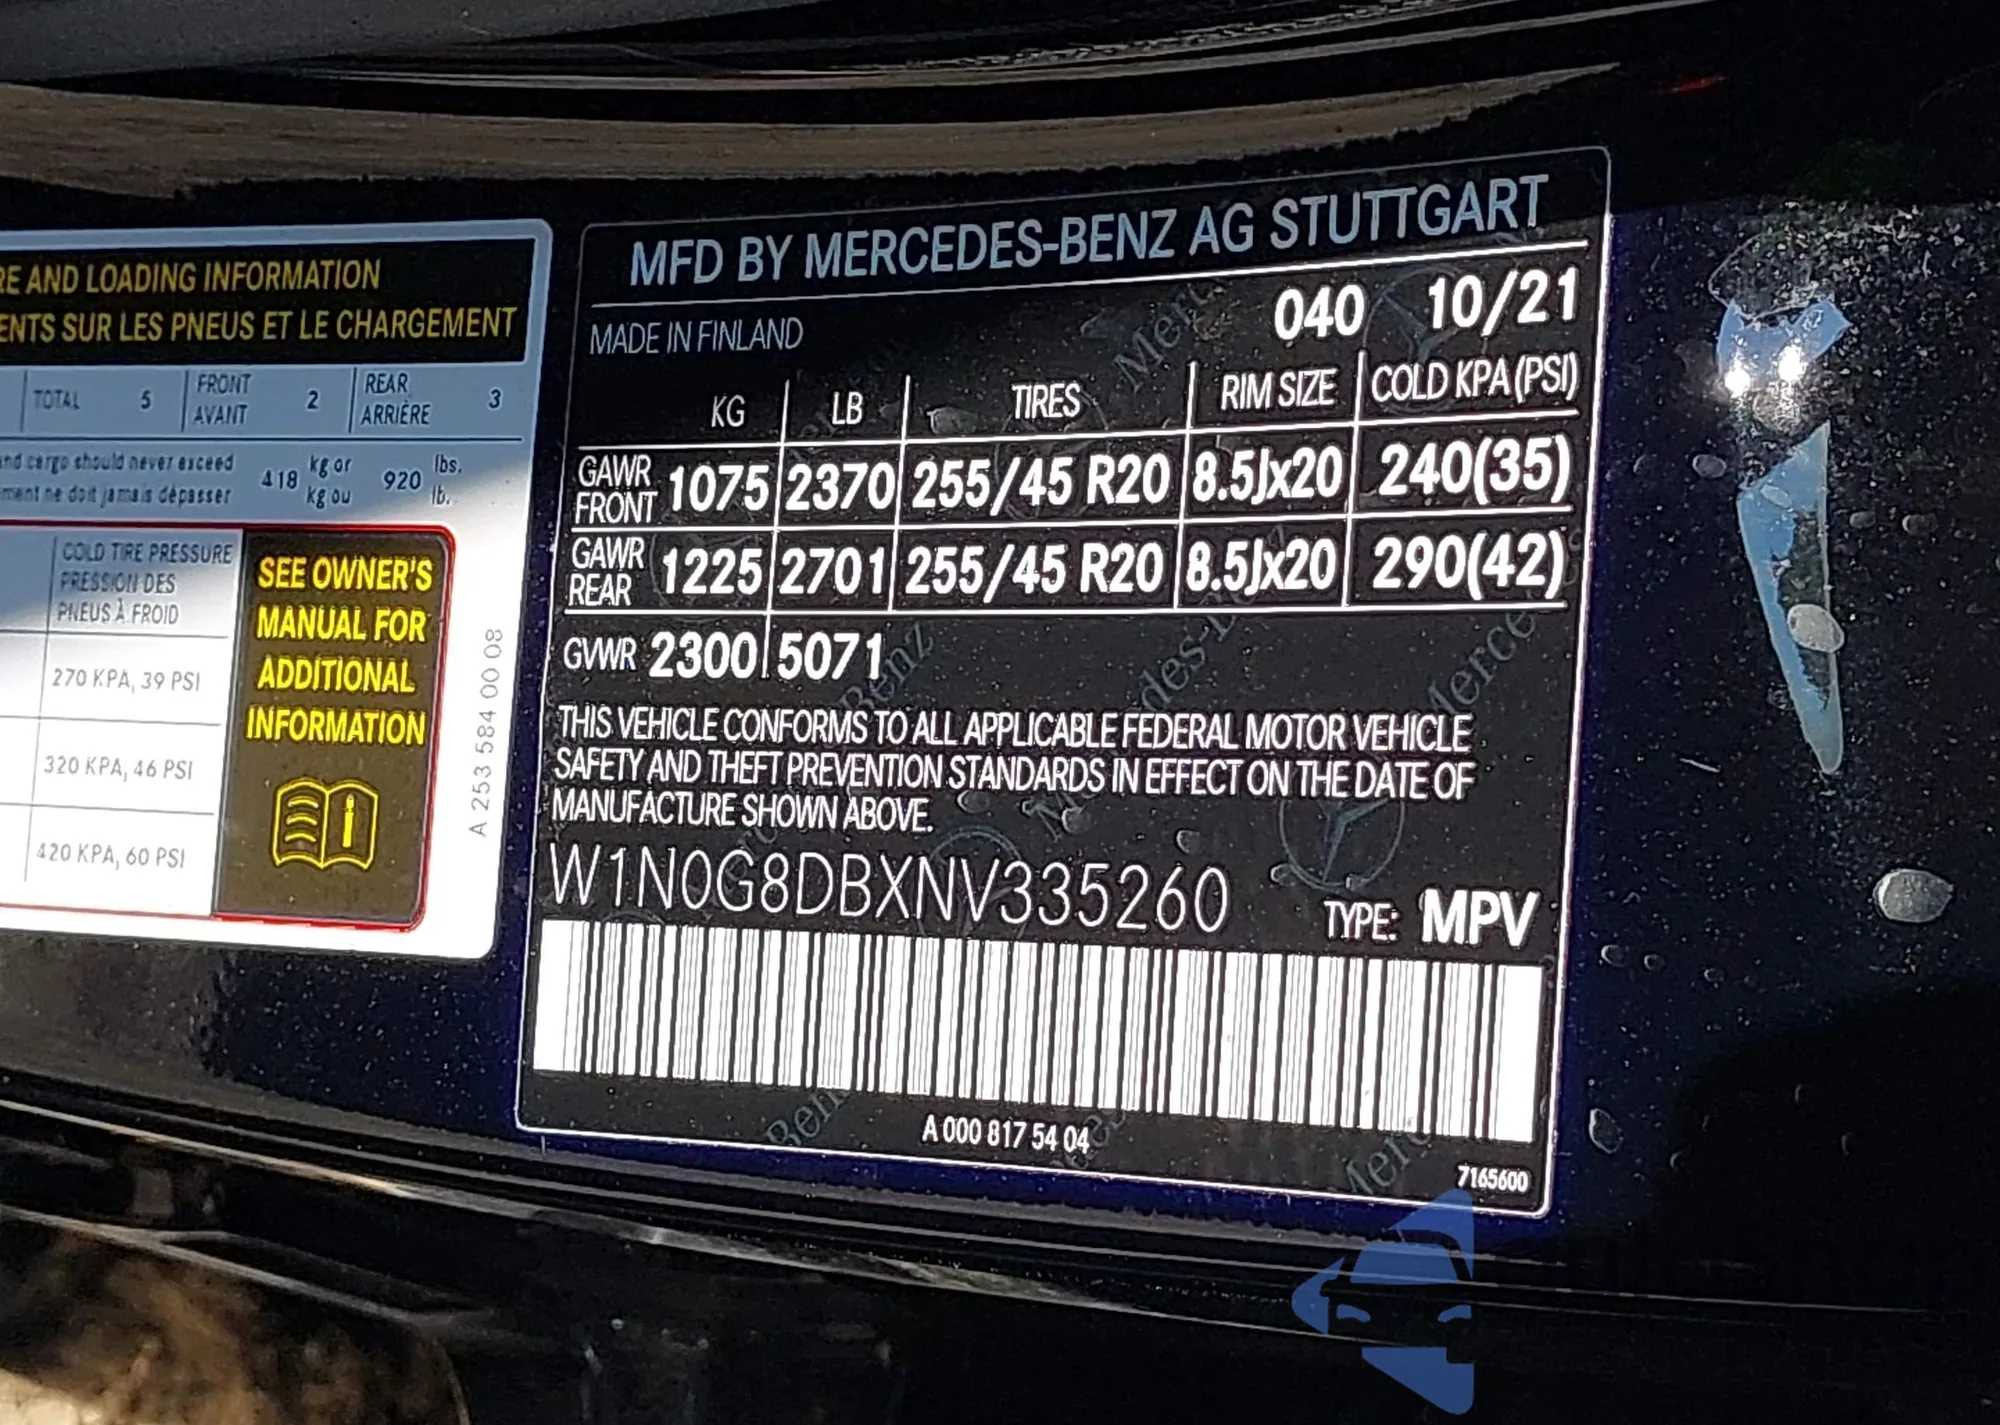 RE AND LOADING INFORMATION
ENTS SUR LES PNEUS ET LE CHARGEMENT
TOTAL 5 FRONT AVANT 2 REAR ARRIÈRE 3
and cargo should never exceed 418 kg or 920 lbs.
ment ne doit jamais dépasser kg ou lb.
COLD TIRE PRESSURE
PRESSION DES
PNEUS À FROID
270 KPA, 39 PSI
320 KPA, 46 PSI
420 KPA, 60 PSI
SEE OWNER'S
MANUAL FOR
ADDITIONAL
INFORMATION
A 253 584 00 08
MFD BY MERCEDES-BENZ AG STUTTGART
MADE IN FINLAND 040 10/21
KG LB TIRES RIM SIZE COLD KPA (PSI)
GAWR FRONT 1075 2370 255/45 R20 8.5Jx20 240(35)
GAWR REAR 1225 2701 255/45 R20 8.5Jx20 290(42)
GVWR 2300 5071
THIS VEHICLE CONFORMS TO ALL APPLICABLE FEDERAL MOTOR VEHICLE
SAFETY AND THEFT PREVENTION STANDARDS IN EFFECT ON THE DATE OF
MANUFACTURE SHOWN ABOVE.
W1N0G8DBXNV335260 TYPE: MPV
A 000 817 54 04
7165600